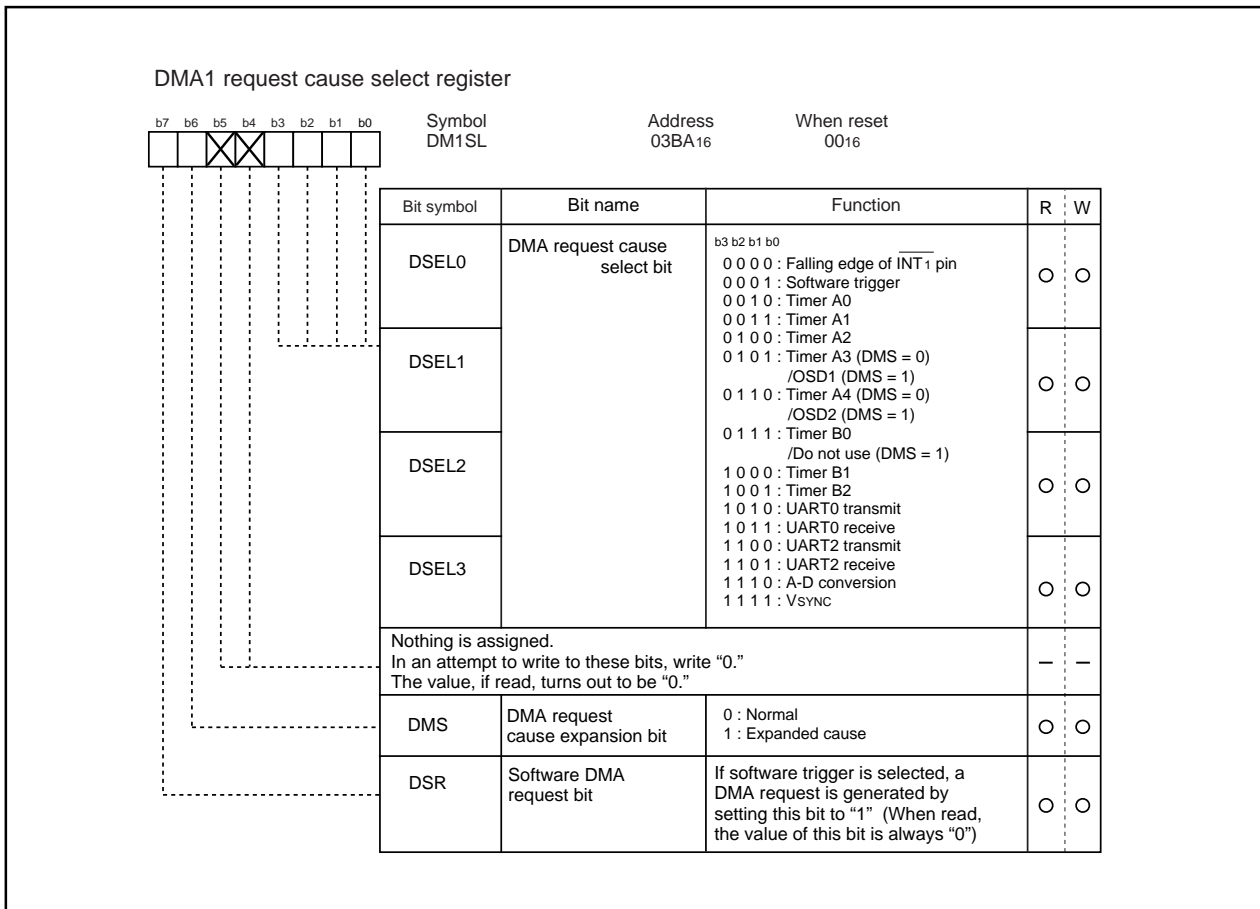 DMA1 request cause select register
b7 b6 b5 b4 b3 b2 b1 b0
Symbol Address When reset
DM1SL 03BA16 0016
Bit symbol Bit name Function R W
DSEL0
DSEL1
DSEL2
DSEL3
DMA request cause
select bit
b3 b2 b1 b0
0 0 0 0 : Falling edge of INT1 pin
0 0 0 1 : Software trigger
0 0 1 0 : Timer A0
0 0 1 1 : Timer A1
0 1 0 0 : Timer A2
0 1 0 1 : Timer A3 (DMS = 0)
/OSD1 (DMS = 1)
0 1 1 0 : Timer A4 (DMS = 0)
/OSD2 (DMS = 1)
0 1 1 1 : Timer B0
/Do not use (DMS = 1)
1 0 0 0 : Timer B1
1 0 0 1 : Timer B2
1 0 1 0 : UART0 transmit
1 0 1 1 : UART0 receive
1 1 0 0 : UART2 transmit
1 1 0 1 : UART2 receive
1 1 1 0 : A-D conversion
1 1 1 1 : VSYNC
Nothing is assigned.
In an attempt to write to these bits, write “0.”
The value, if read, turns out to be “0.”
– –
DMS
DMA request
cause expansion bit
0 : Normal
1 : Expanded cause
DSR
Software DMA
request bit
If software trigger is selected, a
DMA request is generated by
setting this bit to “1” (When read,
the value of this bit is always “0”)